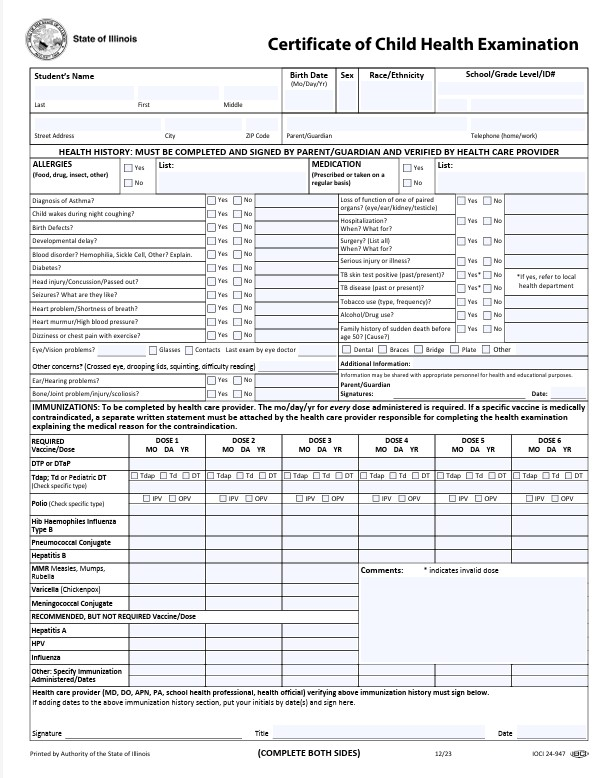 State of Illinois
Certificate of Child Health Examination
Student's Name
Birth Date
(Mo/Day/Yr)
Sex
Race/Ethnicity
School/Grade Level/ID#
Last First Middle
Street Address City ZIP Code Parent/Guardian Telephone (home/work)
HEALTH HISTORY: MUST BE COMPLETED AND SIGNED BY PARENT/GUARDIAN AND VERIFIED BY HEALTH CARE PROVIDER
ALLERGIES
(Food, drug, insect, other)
Yes
No
List:
MEDICATION
(Prescribed or taken on a
regular basis)
Yes
No
List:
Diagnosis of Asthma? Yes No
Child wakes during night coughing? Yes No
Birth Defects? Yes No
Developmental delay? Yes No
Blood disorder? Hemophilia, Sickle Cell, Other? Explain. Yes No
Diabetes? Yes No
Head injury/Concussion/Passed out? Yes No
Seizures? What are they like? Yes No
Heart problem/Shortness of breath? Yes No
Heart murmur/High blood pressure? Yes No
Dizziness or chest pain with exercise? Yes No
Loss of function of one of paired
organs? (eye/ear/kidney/testicle) Yes No
Hospitalization?
When? What for? Yes No
Surgery? (List all)
When? What for? Yes No
Serious injury or illness? Yes No
TB skin test positive (past/present)? Yes* No
TB disease (past or present)? Yes* No
*If yes, refer to local
health department
Tobacco use (type, frequency)? Yes No
Alcohol/Drug use? Yes No
Family history of sudden death before
age 50? (Cause?) Yes No
Eye/Vision problems? Glasses Contacts Last exam by eye doctor
Dental Braces Bridge Plate Other
Other concerns? (Crossed eye, drooping lids, squinting, difficulty reading)
Additional Information:
Ear/Hearing problems? Yes No
Bone/Joint problem/injury/scoliosis? Yes No
Information may be shared with appropriate personnel for health and educational purposes.
Parent/Guardian
Signatures: Date:
IMMUNIZATIONS: To be completed by health care provider. The mo/day/yr for every dose administered is required. If a specific vaccine is medically
contraindicated, a separate written statement must be attached by the health care provider responsible for completing the health examination
explaining the medical reason for the contraindication.
REQUIRED
Vaccine/Dose
DOSE 1 DOSE 2 DOSE 3 DOSE 4 DOSE 5 DOSE 6
MO DA YR MO DA YR MO DA YR MO DA YR MO DA YR MO DA YR
DTP or DTaP
Tdap; Td or Pediatric DT
(Check specific type)
Tdap Td DT Tdap Td DT Tdap Td DT Tdap Td DT Tdap Td DT Tdap Td DT
Polio (Check specific type)
IPV OPV IPV OPV IPV OPV IPV OPV IPV OPV IPV OPV
Hib Haemophiles Influenza
Type B
Pneumococcal Conjugate
Hepatitis B
MMR Measles, Mumps,
Rubella
Comments: * indicates invalid dose
Varicella (Chickenpox)
Meningococcal Conjugate
RECOMMENDED, BUT NOT REQUIRED Vaccine/Dose
Hepatitis A
HPV
Influenza
Other: Specify Immunization
Administered/Dates
Health care provider (MD, DO, APN, PA, school health professional, health official) verifying above immunization history must sign below.
If adding dates to the above immunization history section, put your initials by date(s) and sign here.
Signature Title Date
Printed by Authority of the State of Illinois (COMPLETE BOTH SIDES) 12/23 IOCI 24-947